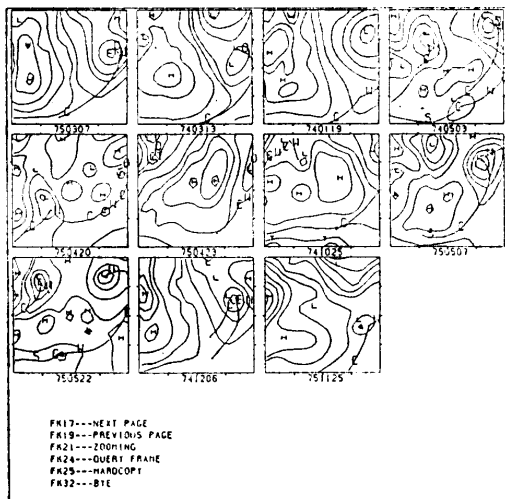 750307 740313 740119 740503
750420 750423 741025 750507
750522 741206 751125
FK17---NEXT PAGE
FK19---PREVIOUS PAGE
FK21---ZOOMING
FK24---QUERY FRAME
FK25---HARDCOPY
FK32---BYE